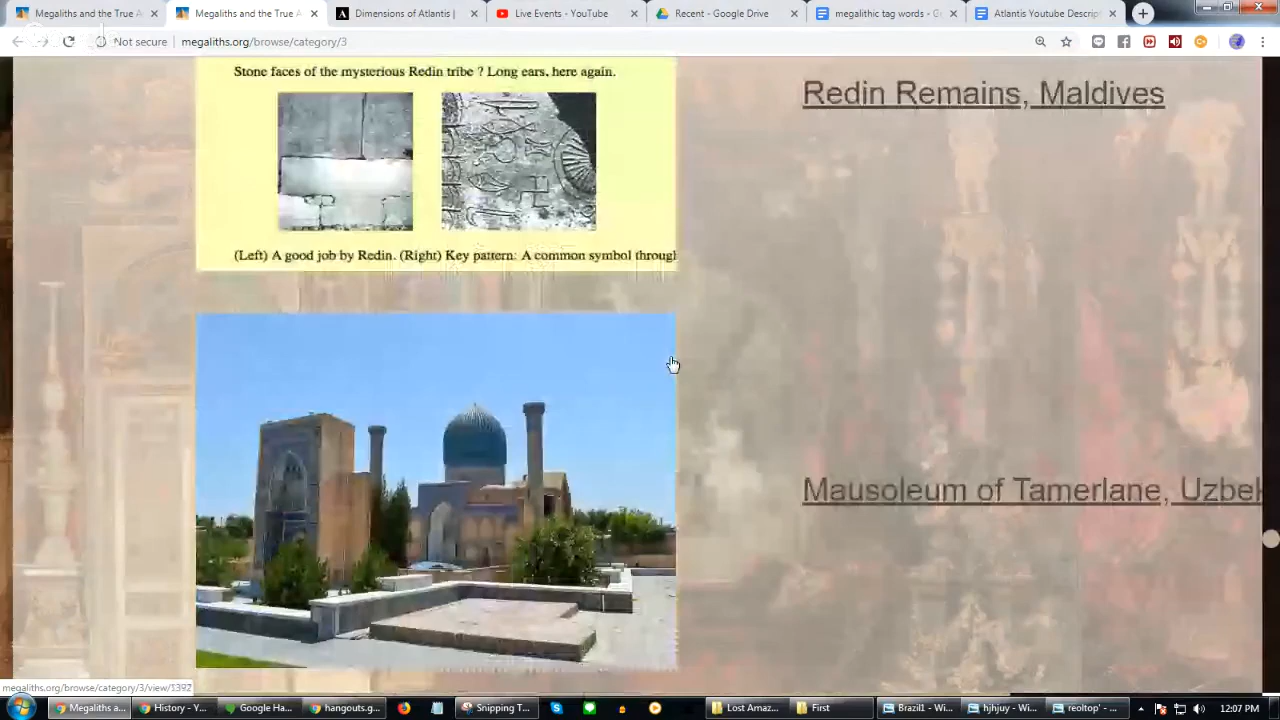 Megaliths and the True A
Megaliths and the True A
Dimensions of Atlant
Live Events - YouTube
Recent - Google Drive
megalithic tag words - G
Atlantis Youtube Descrip
Not secure
megaliths.org/browse/category/3
Stone faces of the mysterious Redin tribe ? Long ears, here again.
Redin Remains, Maldives
(Left) A good job by Redin. (Right) Key pattern: A common symbol through
Mausoleum of Tamerlane, Uzbek
megaliths.org/browse/category/3/view/1392
Megaliths a...
History - Y...
Google Ha...
hangouts.g...
Snipping T...
Lost Amaz...
First
Brazil1 - Wi...
hjhjuy - Wi...
reoltop' - ...
12:07 PM